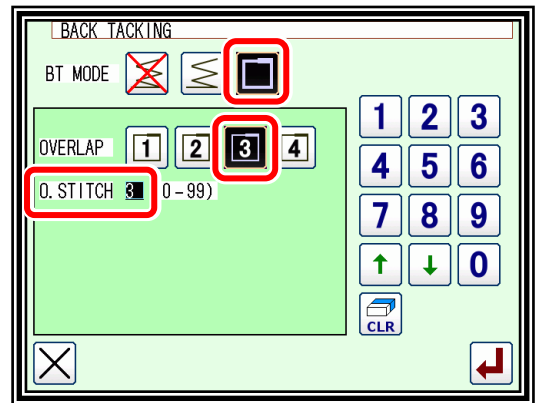 BACK TACKING
BT MODE
1 2 3
OVERLAP 1 2 3 4
4 5 6
O.STITCH 3 0-99)
7 8 9
↑ ↓ 0
CLR